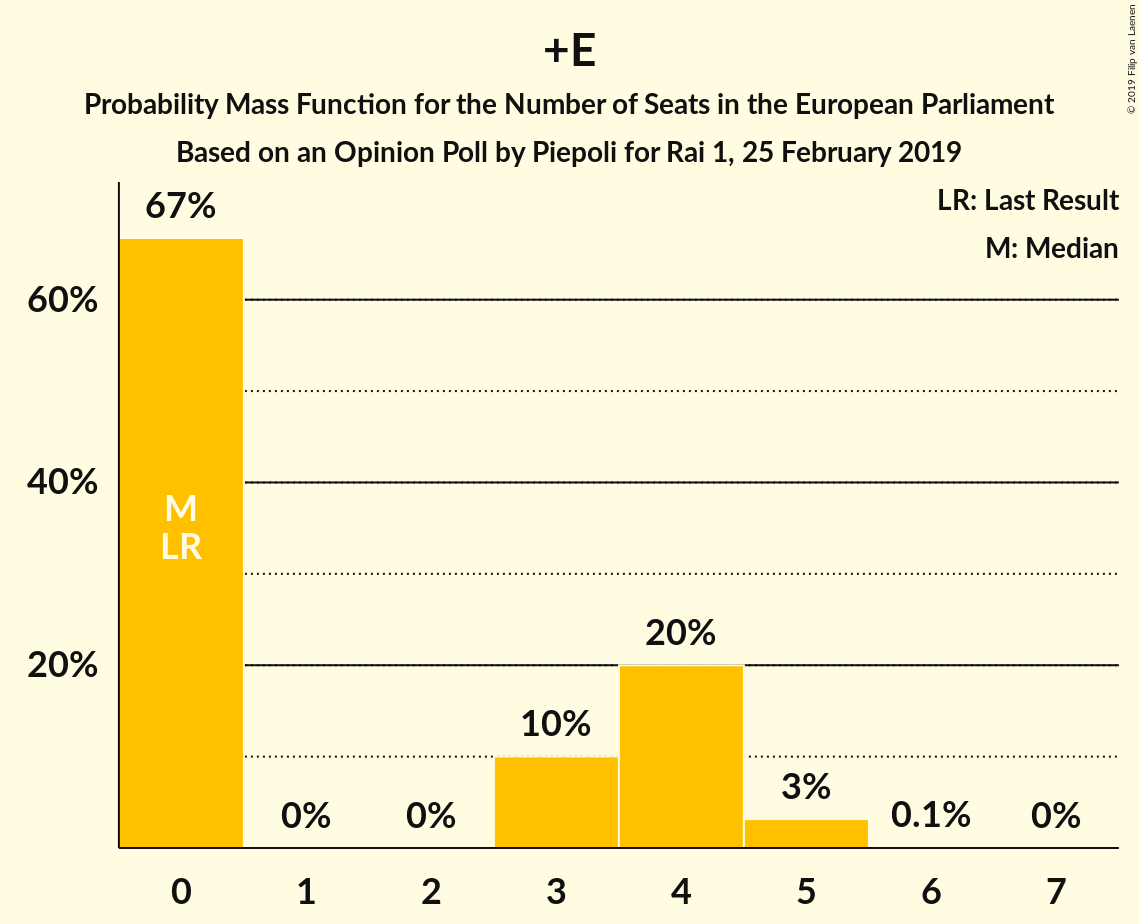 +E
Probability Mass Function for the Number of Seats in the European Parliament
Based on an Opinion Poll by Piepoli for Rai 1, 25 February 2019
© 2019 Filip van Laenen
LR: Last Result
M: Median
67%
60%
40%
20%
M
LR
0%
0%
10%
20%
3%
0.1%
0%
0
1
2
3
4
5
6
7